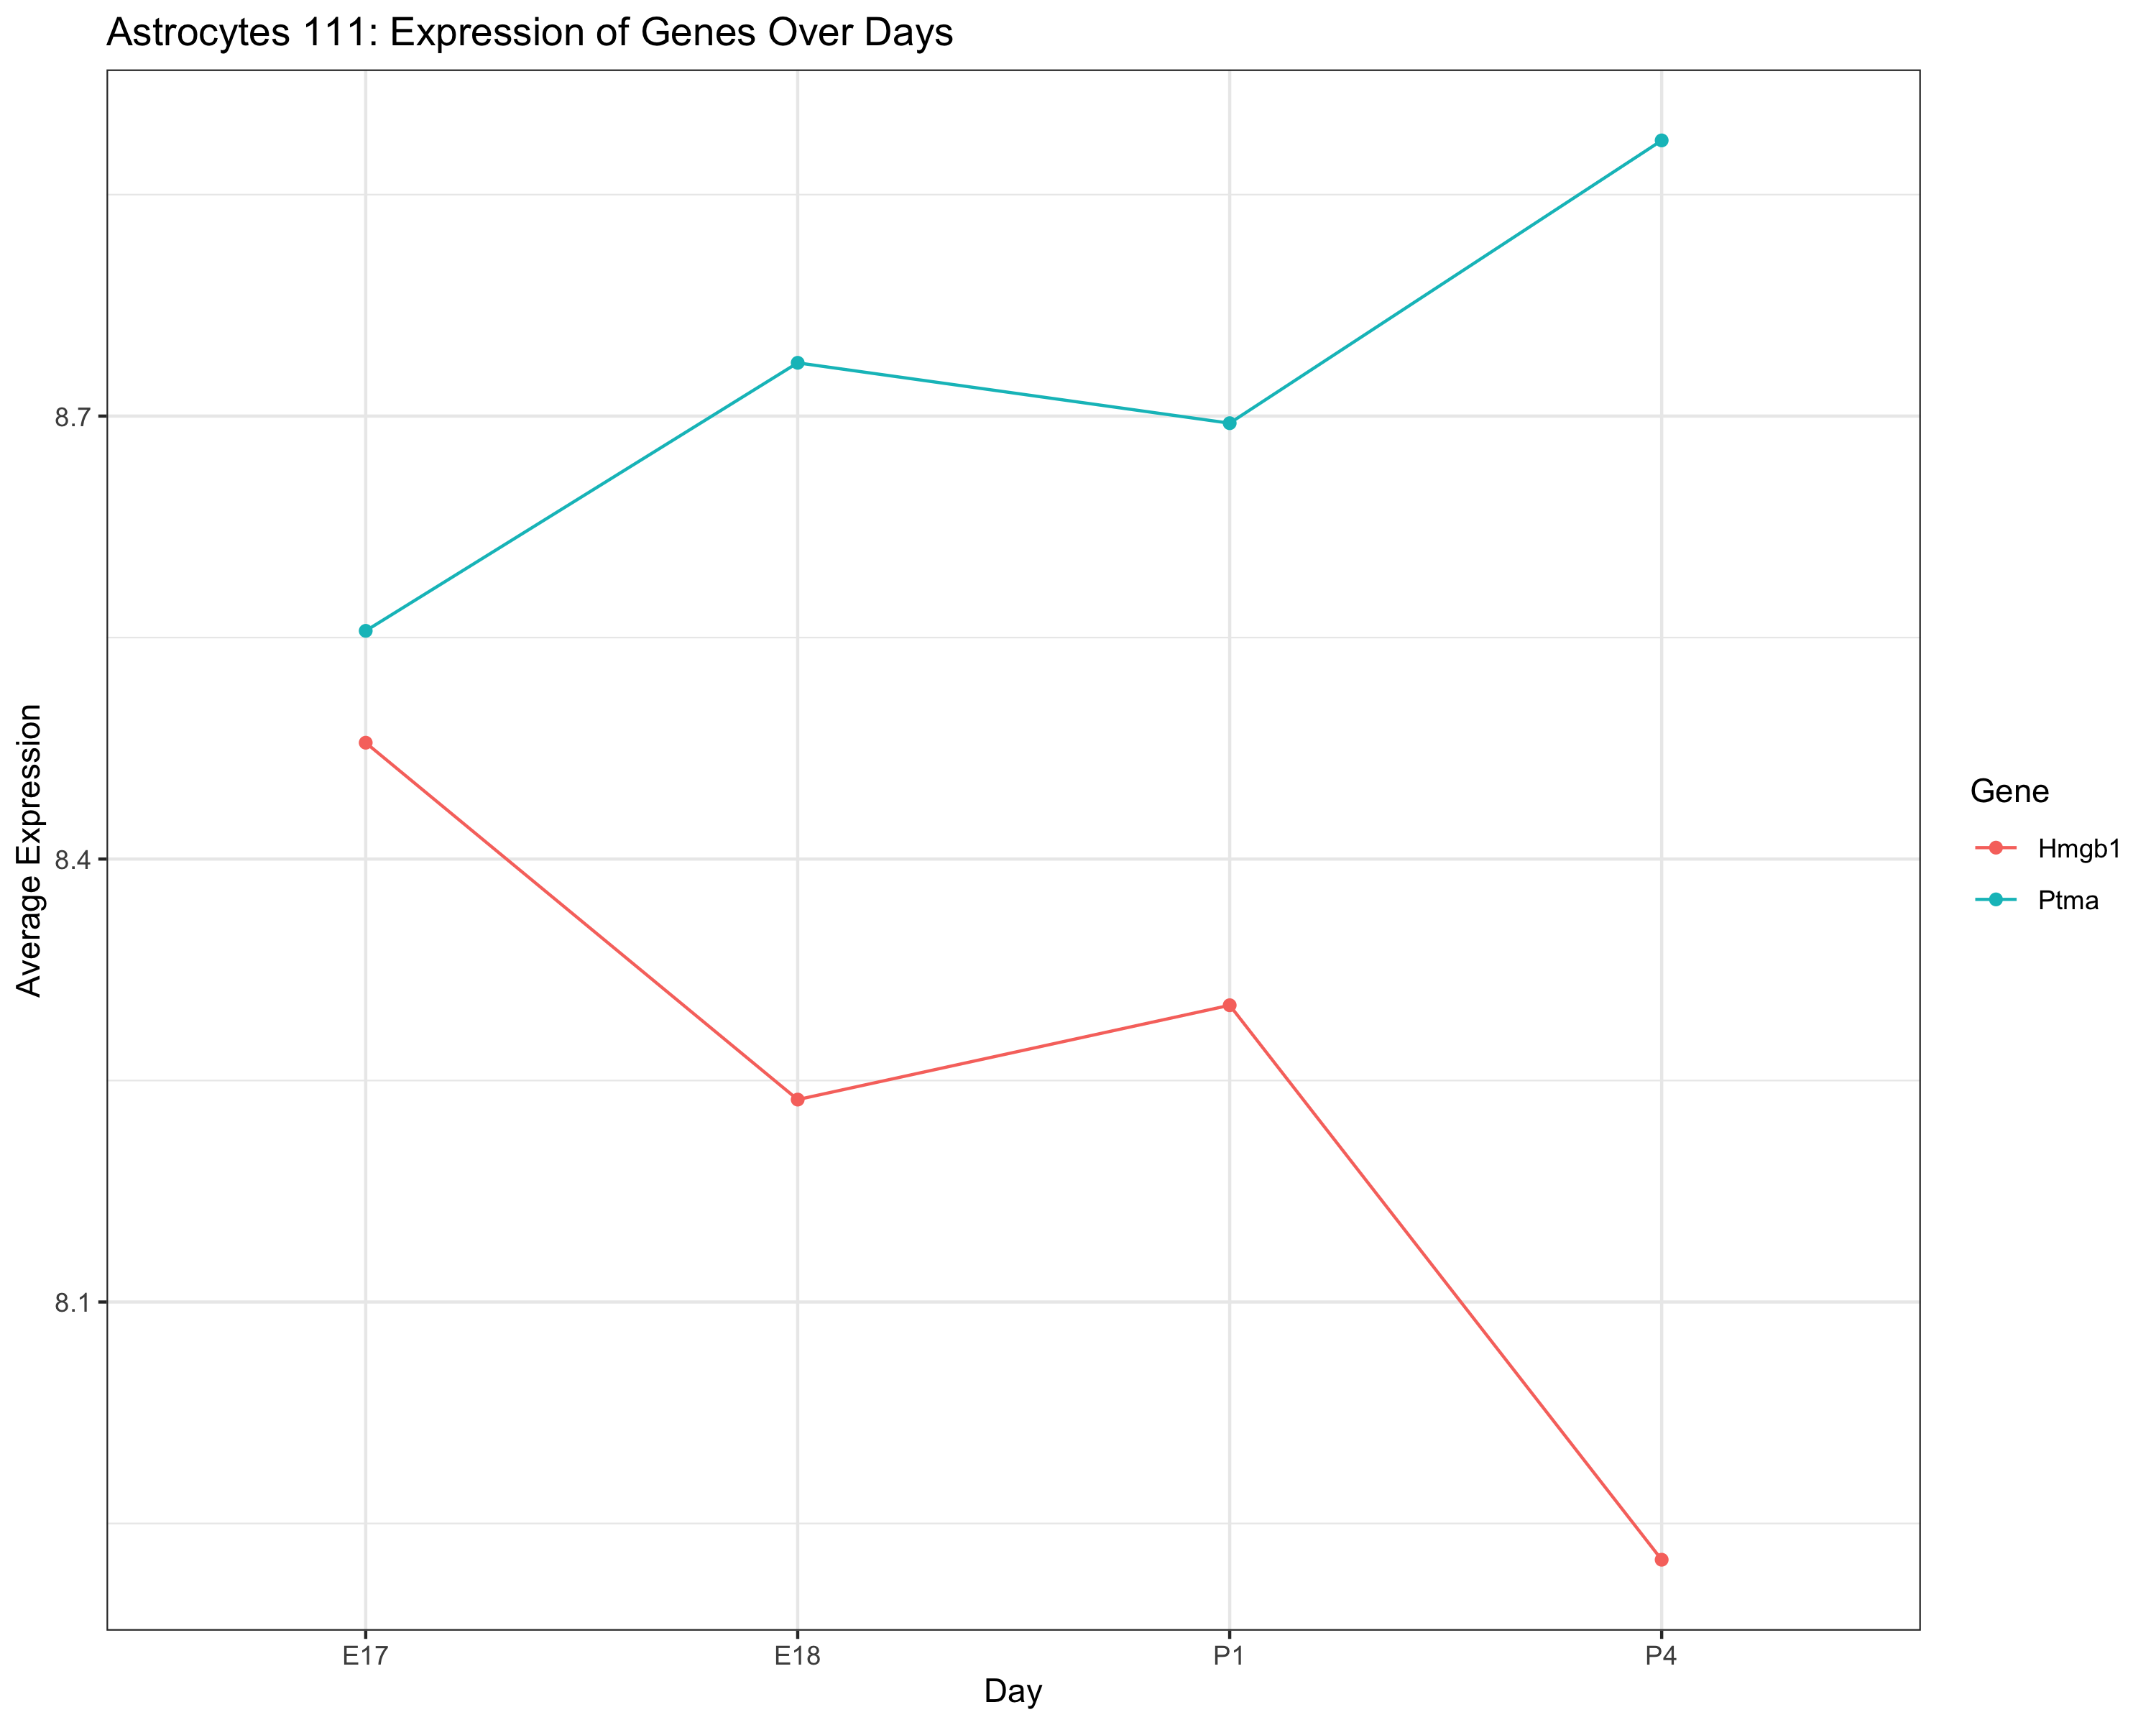 Astrocytes 111: Expression of Genes Over Days
Average Expression
8.7
8.4
8.1
E17
E18
P1
P4
Day
Gene
Hmgb1
Ptma